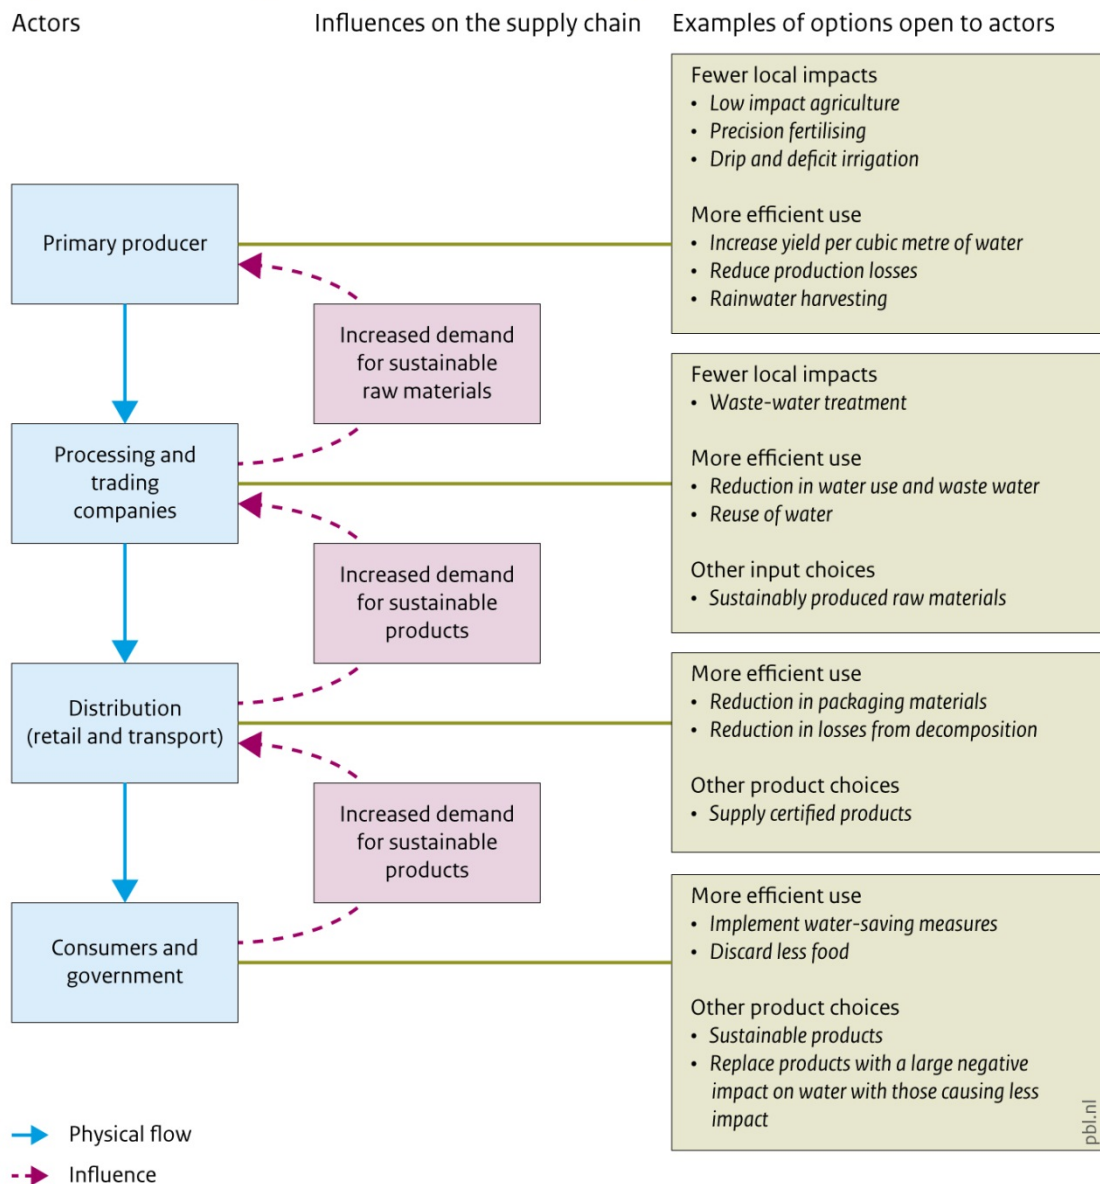 Actors
Influences on the supply chain
Examples of options open to actors
Primary producer
Increased demand
for sustainable
raw materials
Fewer local impacts
• Low impact agriculture
• Precision fertilising
• Drip and deficit irrigation
More efficient use
• Increase yield per cubic metre of water
• Reduce production losses
• Rainwater harvesting
Processing and
trading
companies
Increased demand
for sustainable
products
Fewer local impacts
• Waste-water treatment
More efficient use
• Reduction in water use and waste water
• Reuse of water
Other input choices
• Sustainably produced raw materials
Distribution
(retail and transport)
Increased demand
for sustainable
products
More efficient use
• Reduction in packaging materials
• Reduction in losses from decomposition
Other product choices
• Supply certified products
Consumers and
government
More efficient use
• Implement water-saving measures
• Discard less food
Other product choices
• Sustainable products
• Replace products with a large negative
impact on water with those causing less
impact
Physical flow
Influence
pbl.nl